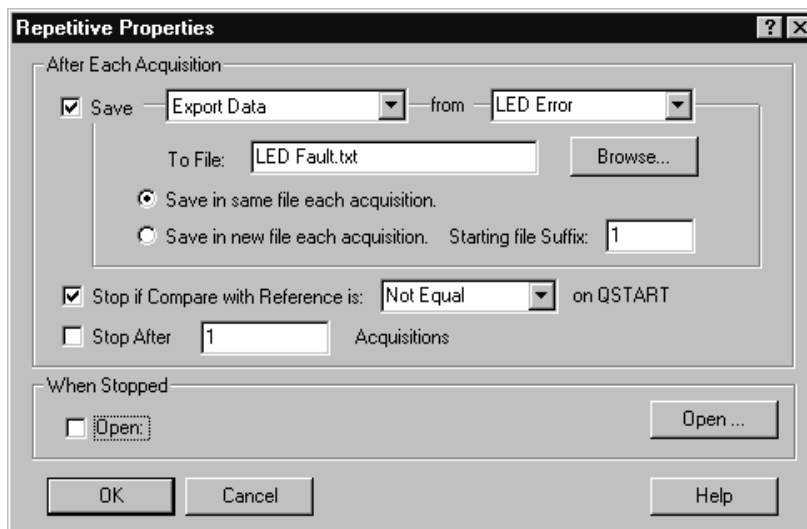 Repetitive Properties
After Each Acquisition
Save Export Data from LED Error
To File: LED Fault.txt Browse...
Save in same file each acquisition.
Save in new file each acquisition. Starting file Suffix: 1
Stop if Compare with Reference is: Not Equal on QSTART
Stop After 1 Acquisitions
When Stopped
Open: Open ...
OK Cancel Help